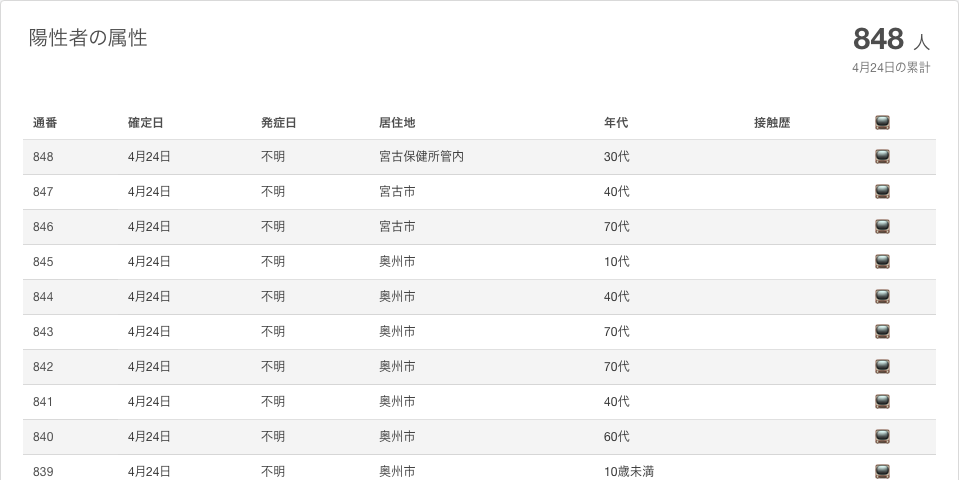 陽性者の属性
848 人
4月24日の累計
通番 確定日 発症日 居住地 年代 接触歴
848 4月24日 不明 宮古保健所管内 30代
847 4月24日 不明 宮古市 40代
846 4月24日 不明 宮古市 70代
845 4月24日 不明 奥州市 10代
844 4月24日 不明 奥州市 40代
843 4月24日 不明 奥州市 70代
842 4月24日 不明 奥州市 70代
841 4月24日 不明 奥州市 40代
840 4月24日 不明 奥州市 60代
839 4月24日 不明 奥州市 10歳未満